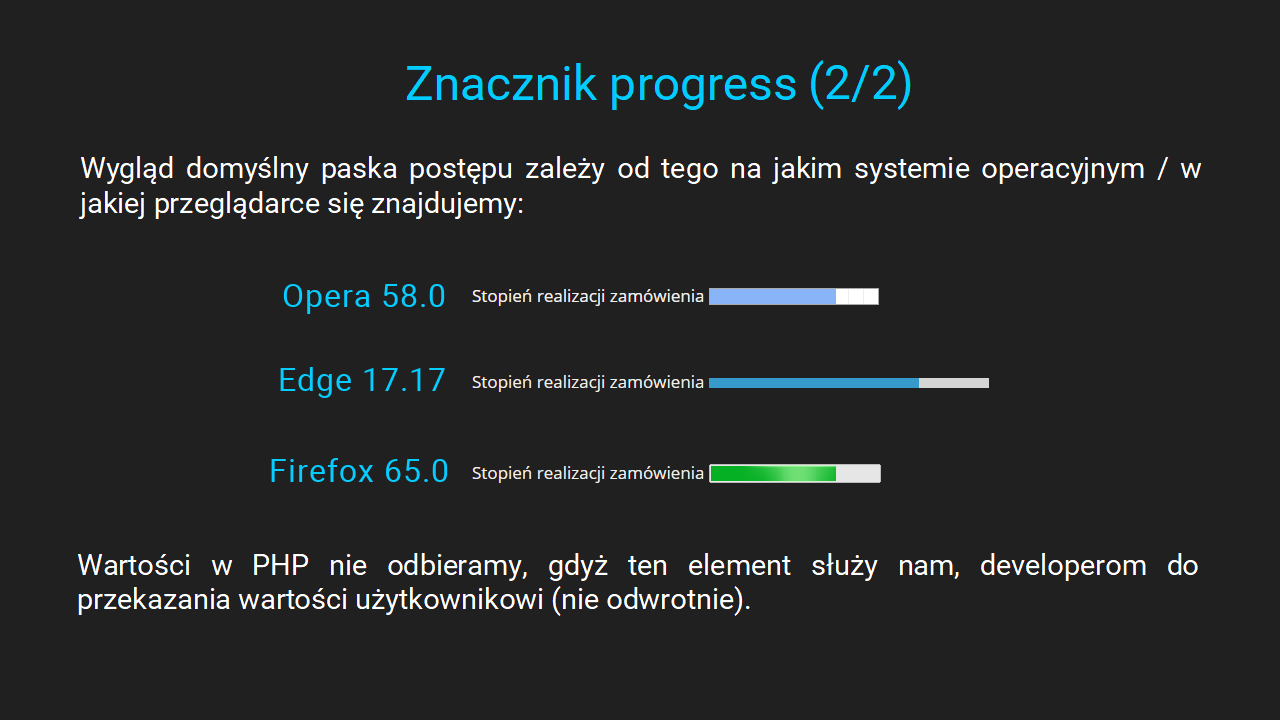 Znacznik progress (2/2)
Wygląd domyślny paska postępu zależy od tego na jakim systemie operacyjnym / w
jakiej przeglądarce się znajdujemy:
Opera 58.0 Stopień realizacji zamówienia
Edge 17.17 Stopień realizacji zamówienia
Firefox 65.0 Stopień realizacji zamówienia
Wartości w PHP nie odbieramy, gdyż ten element służy nam, developerom do
przekazania wartości użytkownikowi (nie odwrotnie).